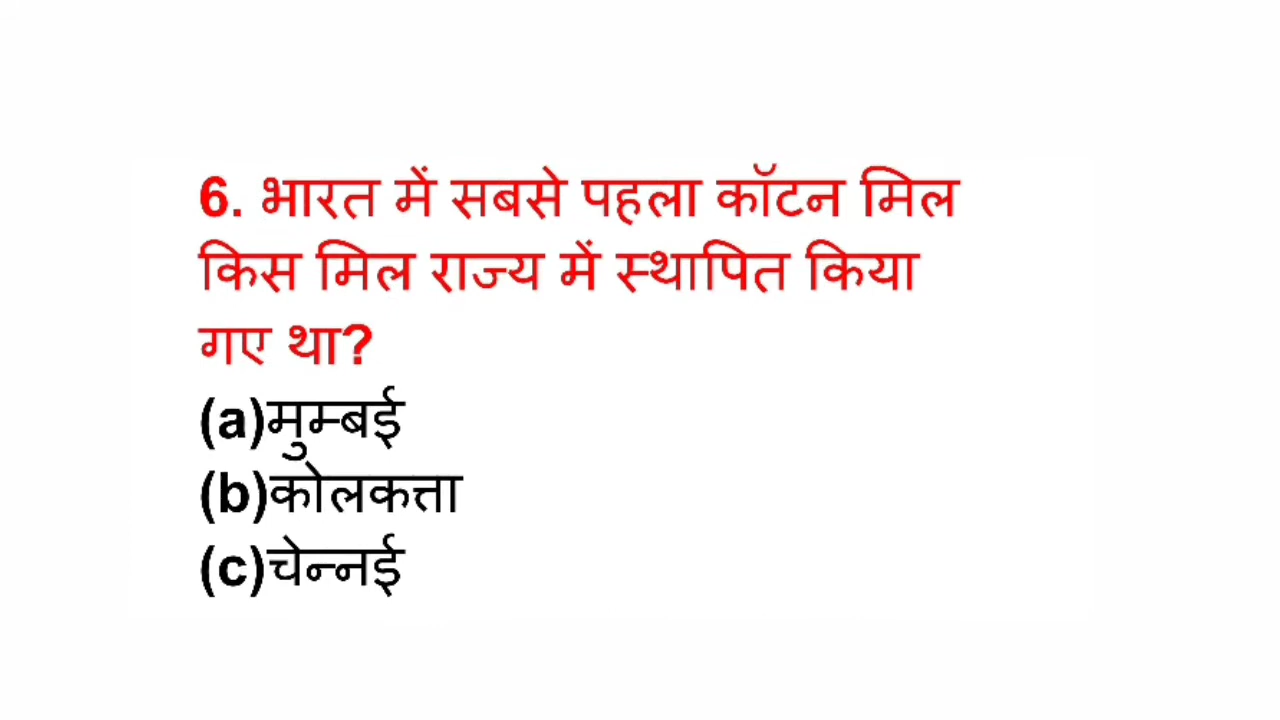 6. भारत में सबसे पहला कॉटन मिल
किस मिल राज्य में स्थापित किया
गए था?
(a)मुम्बई
(b)कोलकत्ता
(c)चेन्नई